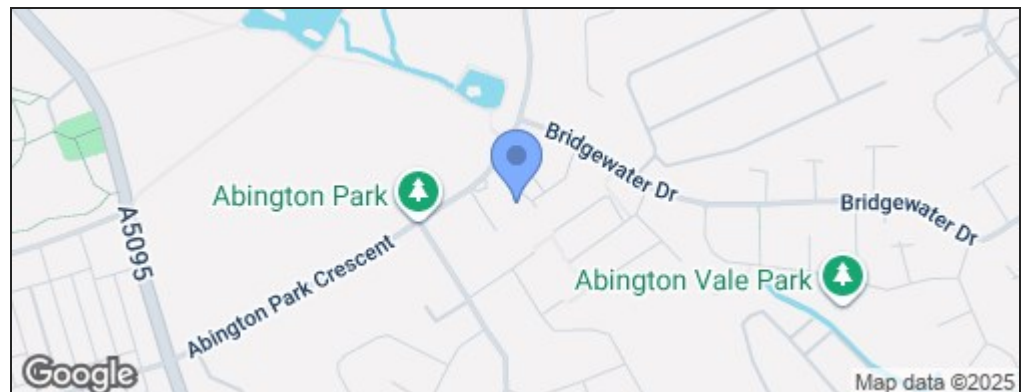 Bridgewater Dr
Abington Park
Bridgewater Dr
A5095
Abington Park Crescent
Abington Vale Park
Google
Map data ©2025